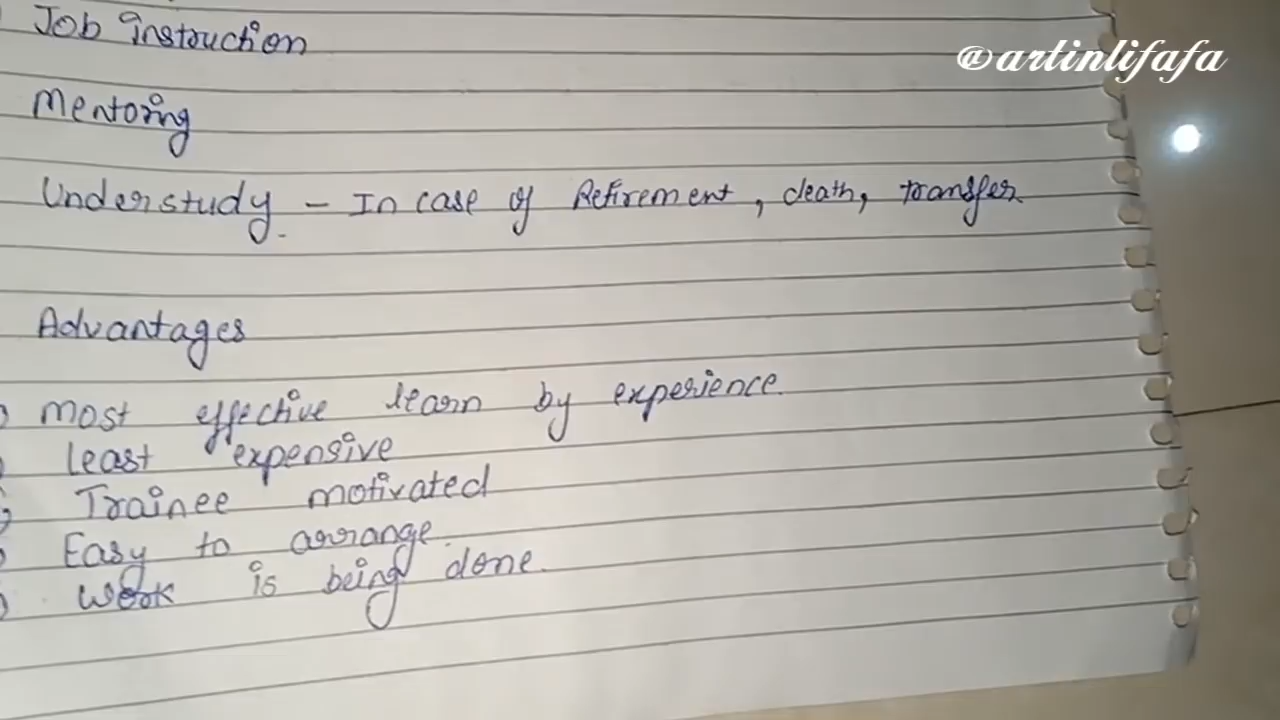 Job instruction
@artinlifafa
Mentoring
Understudy - In case of Retirement, death, transfer.
Advantages
most effective learn by experience.
least expensive
Trainee motivated
Easy to arrange.
Work is being done.